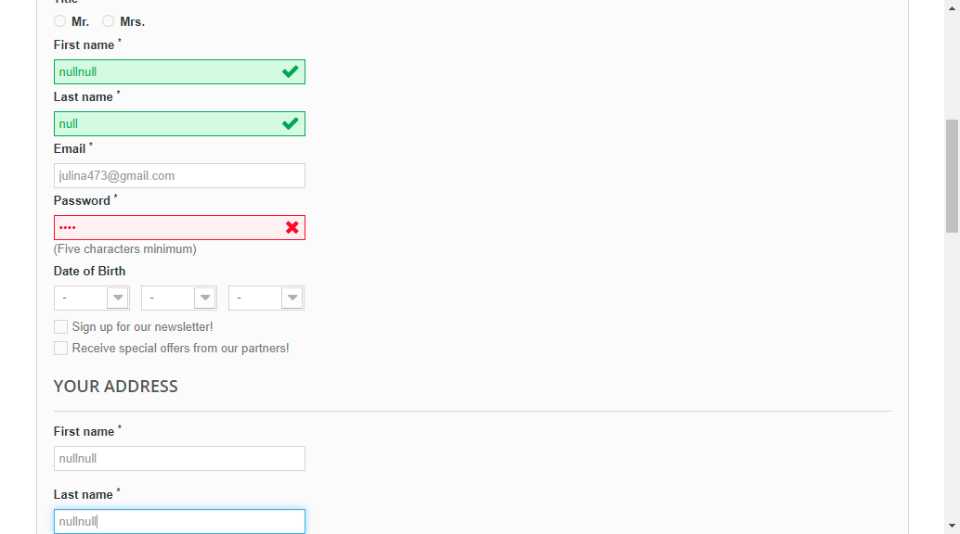 Title
Mr. Mrs.
First name *
nullnull
Last name *
null
Email *
julina473@gmail.com
Password *
••••
(Five characters minimum)
Date of Birth
- - -
Sign up for our newsletter!
Receive special offers from our partners!
YOUR ADDRESS
First name *
nullnull
Last name *
nullnull